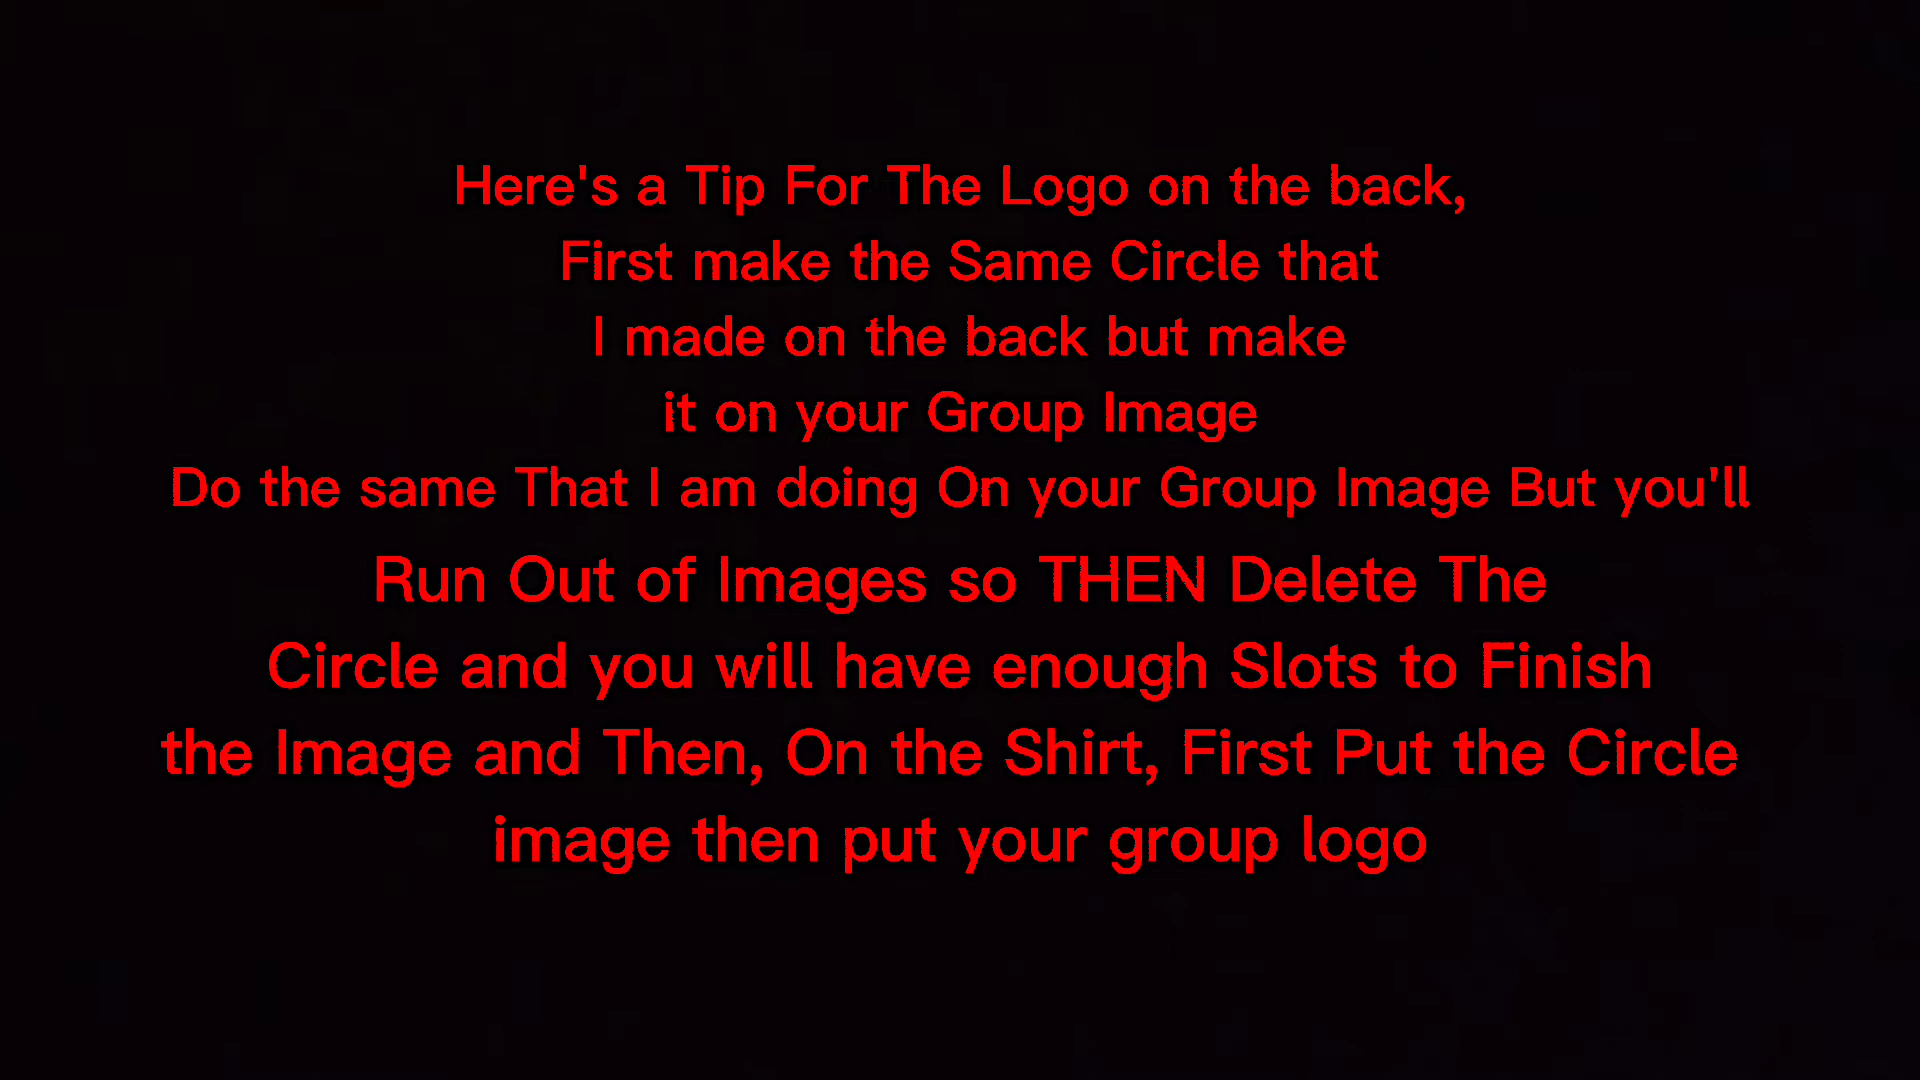 Here's a Tip For The Logo on the back,
First make the Same Circle that
I made on the back but make
it on your Group Image
Do the same That I am doing On your Group Image But you'll
Run Out of Images so THEN Delete The
Circle and you will have enough Slots to Finish
the Image and Then, On the Shirt, First Put the Circle
image then put your group logo